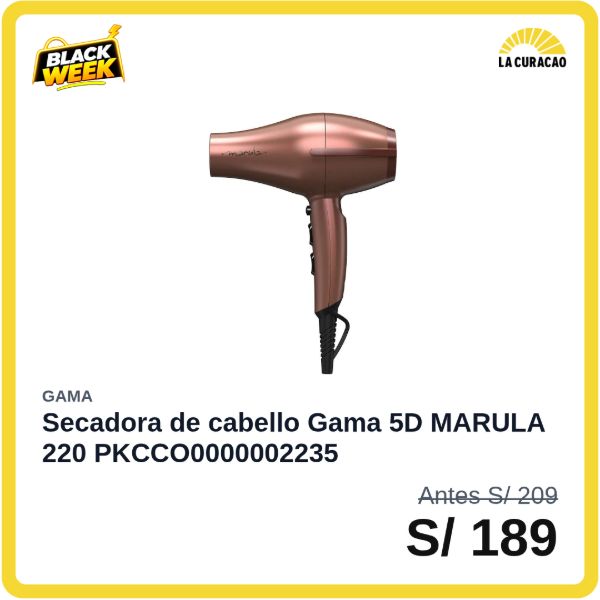 BLACK
WEEK
LA CURACAO
marula
GAMA
Secadora de cabello Gama 5D MARULA
220 PKCCO0000002235
Antes S/ 209
S/ 189